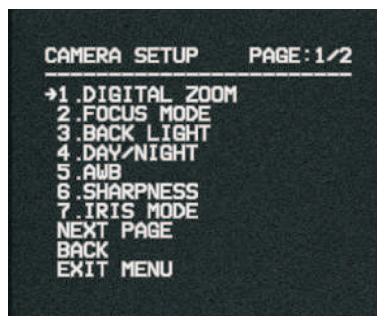 CAMERA SETUP PAGE:1/2
→1.DIGITAL ZOOM
2.FOCUS MODE
3.BACK LIGHT
4.DAY/NIGHT
5.AWB
6.SHARPNESS
7.IRIS MODE
NEXT PAGE
BACK
EXIT MENU